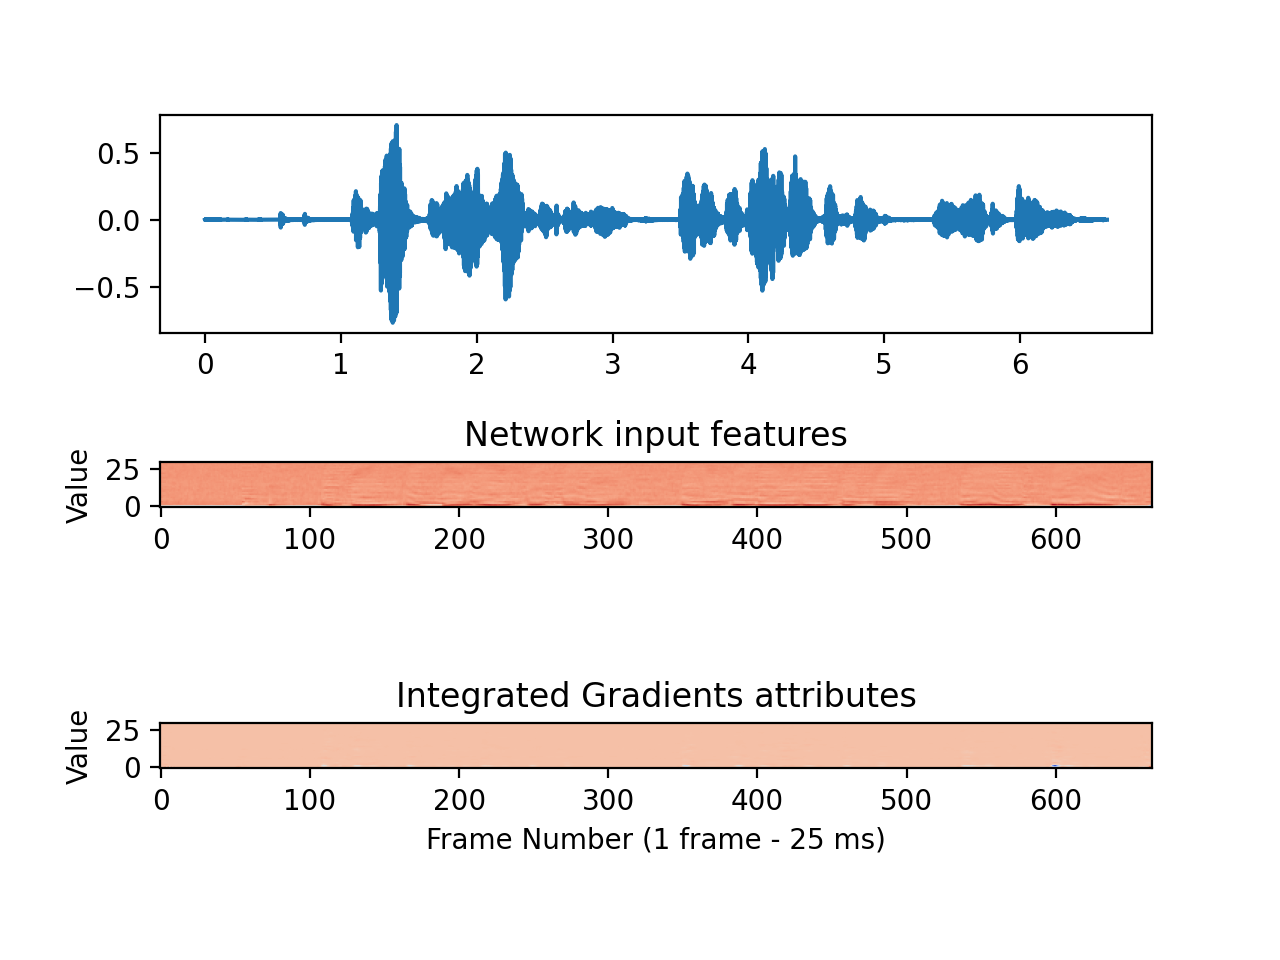 0.5
0.0
−0.5
0 1 2 3 4 5 6
Network input features
Value
25
0
0 100 200 300 400 500 600
Integrated Gradients attributes
Value
25
0
0 100 200 300 400 500 600
Frame Number (1 frame - 25 ms)